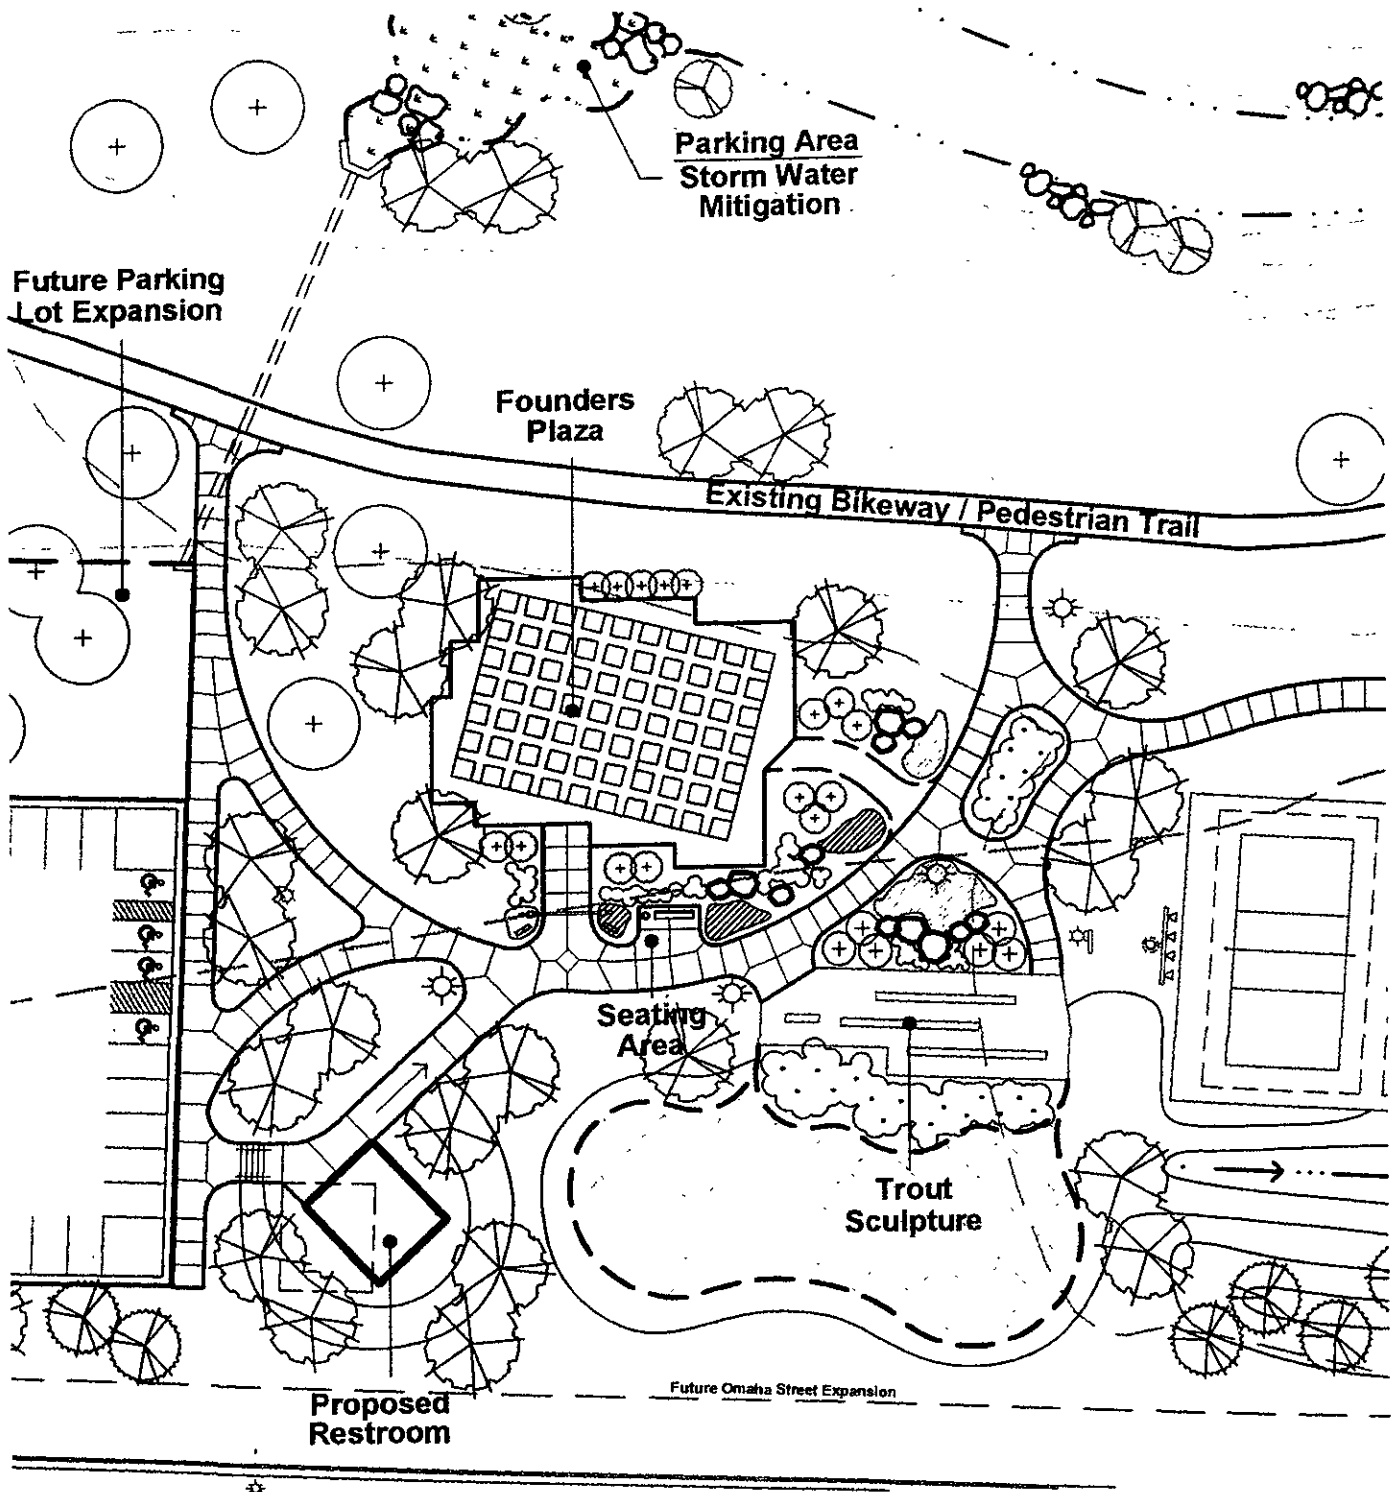 Parking Area
Storm Water
Mitigation
Future Parking
Lot Expansion
Founders
Plaza
Existing Bikeway / Pedestrian Trail
Seating
Area
Trout
Sculpture
Future Omaha Street Expansion
Proposed
Restroom